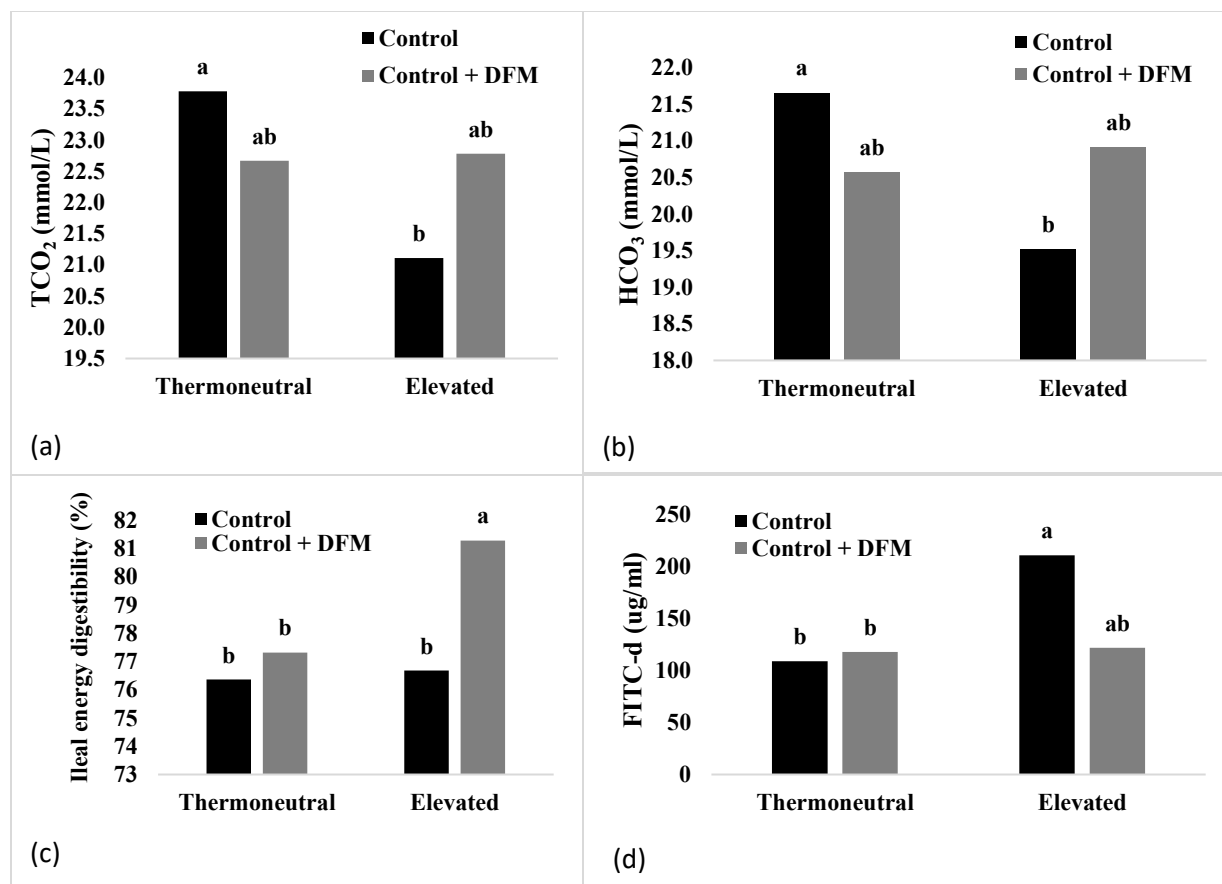 Control
Control + DFM
TCO₂ (mmol/L)
24.0
23.5
23.0
22.5
22.0
21.5
21.0
20.5
20.0
19.5
a
ab
b
ab
Thermoneutral
Elevated
(a)
Control
Control + DFM
HCO₃ (mmol/L)
22.0
21.5
21.0
20.5
20.0
19.5
19.0
18.5
18.0
a
ab
b
ab
Thermoneutral
Elevated
(b)
Control
Control + DFM
Ileal energy digestibility (%)
82
81
80
79
78
77
76
75
74
73
b
b
b
a
Thermoneutral
Elevated
(c)
Control
Control + DFM
FITC-d (ug/ml)
250
200
150
100
50
0
b
b
a
ab
Thermoneutral
Elevated
(d)